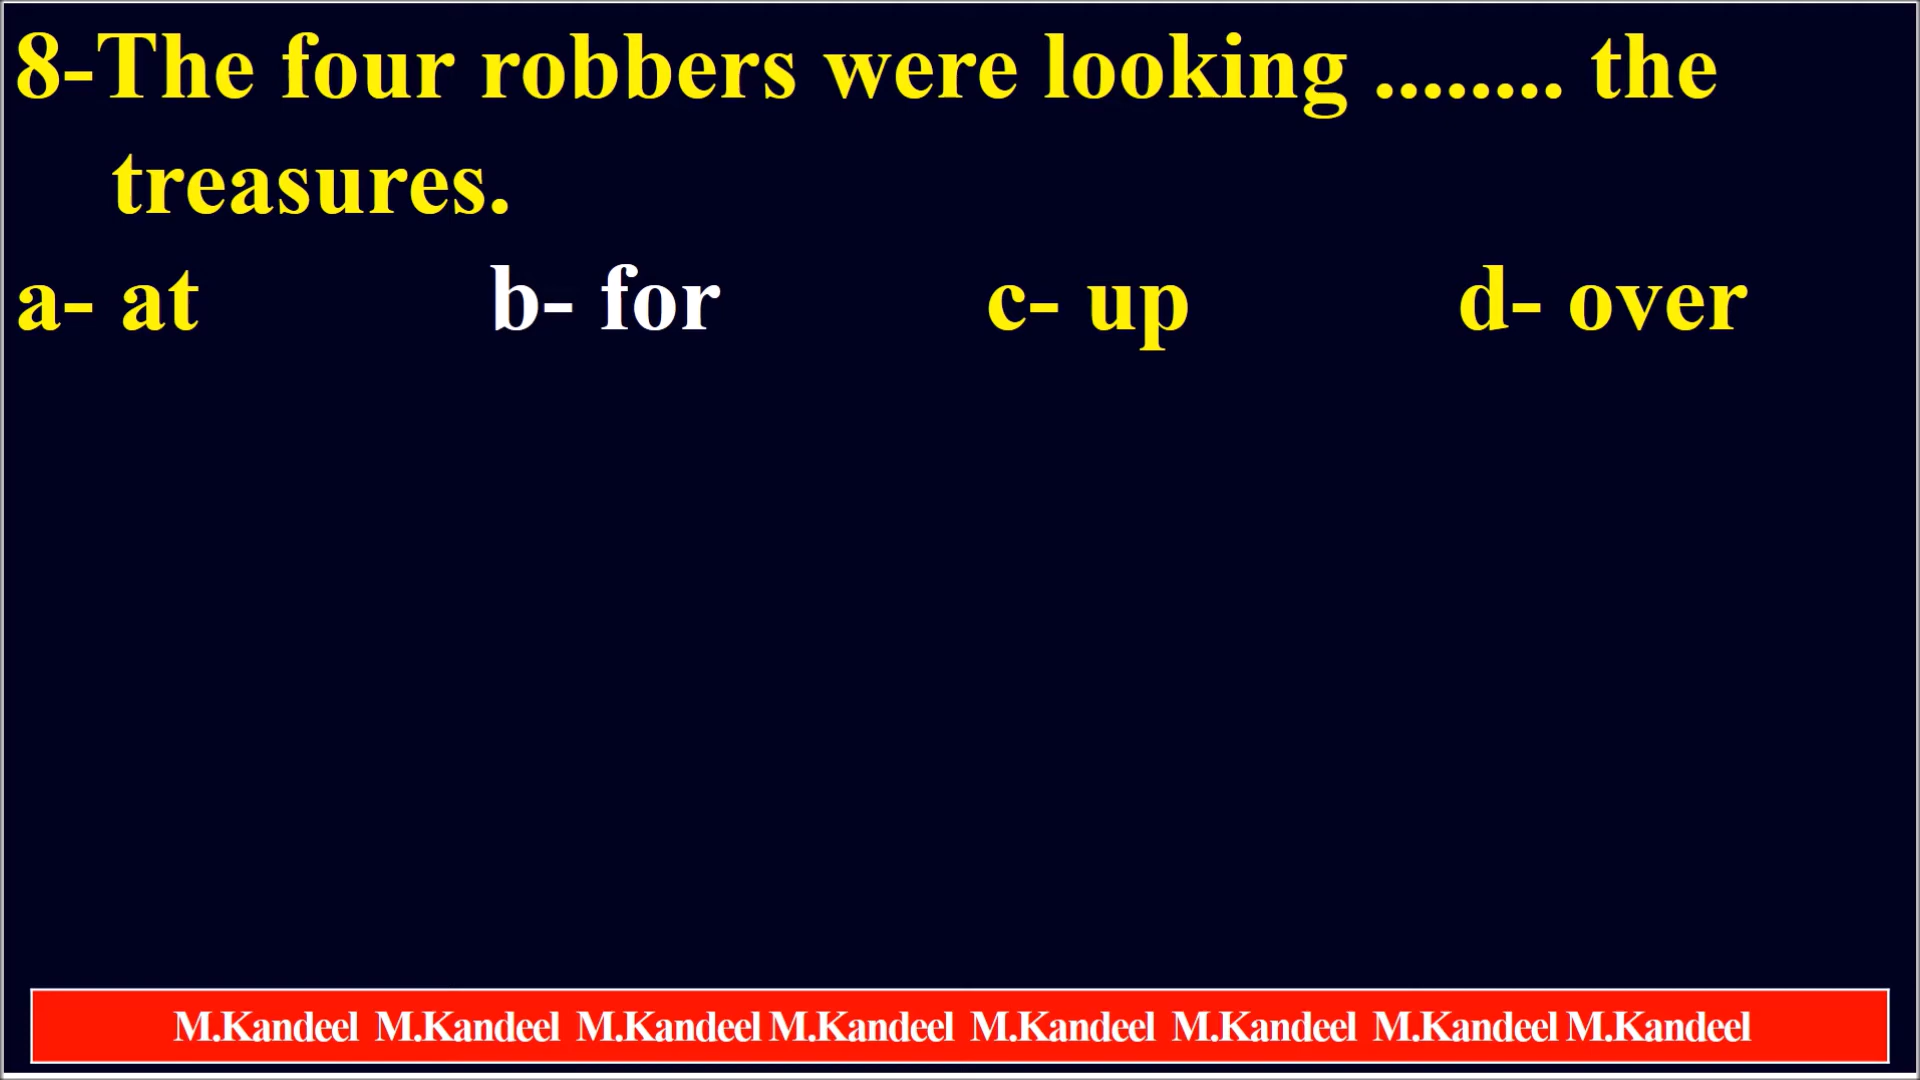 8-The four robbers were looking ........ the
treasures.
a- at b- for c- up d- over
M.Kandeel M.Kandeel M.Kandeel M.Kandeel M.Kandeel M.Kandeel M.Kandeel M.Kandeel